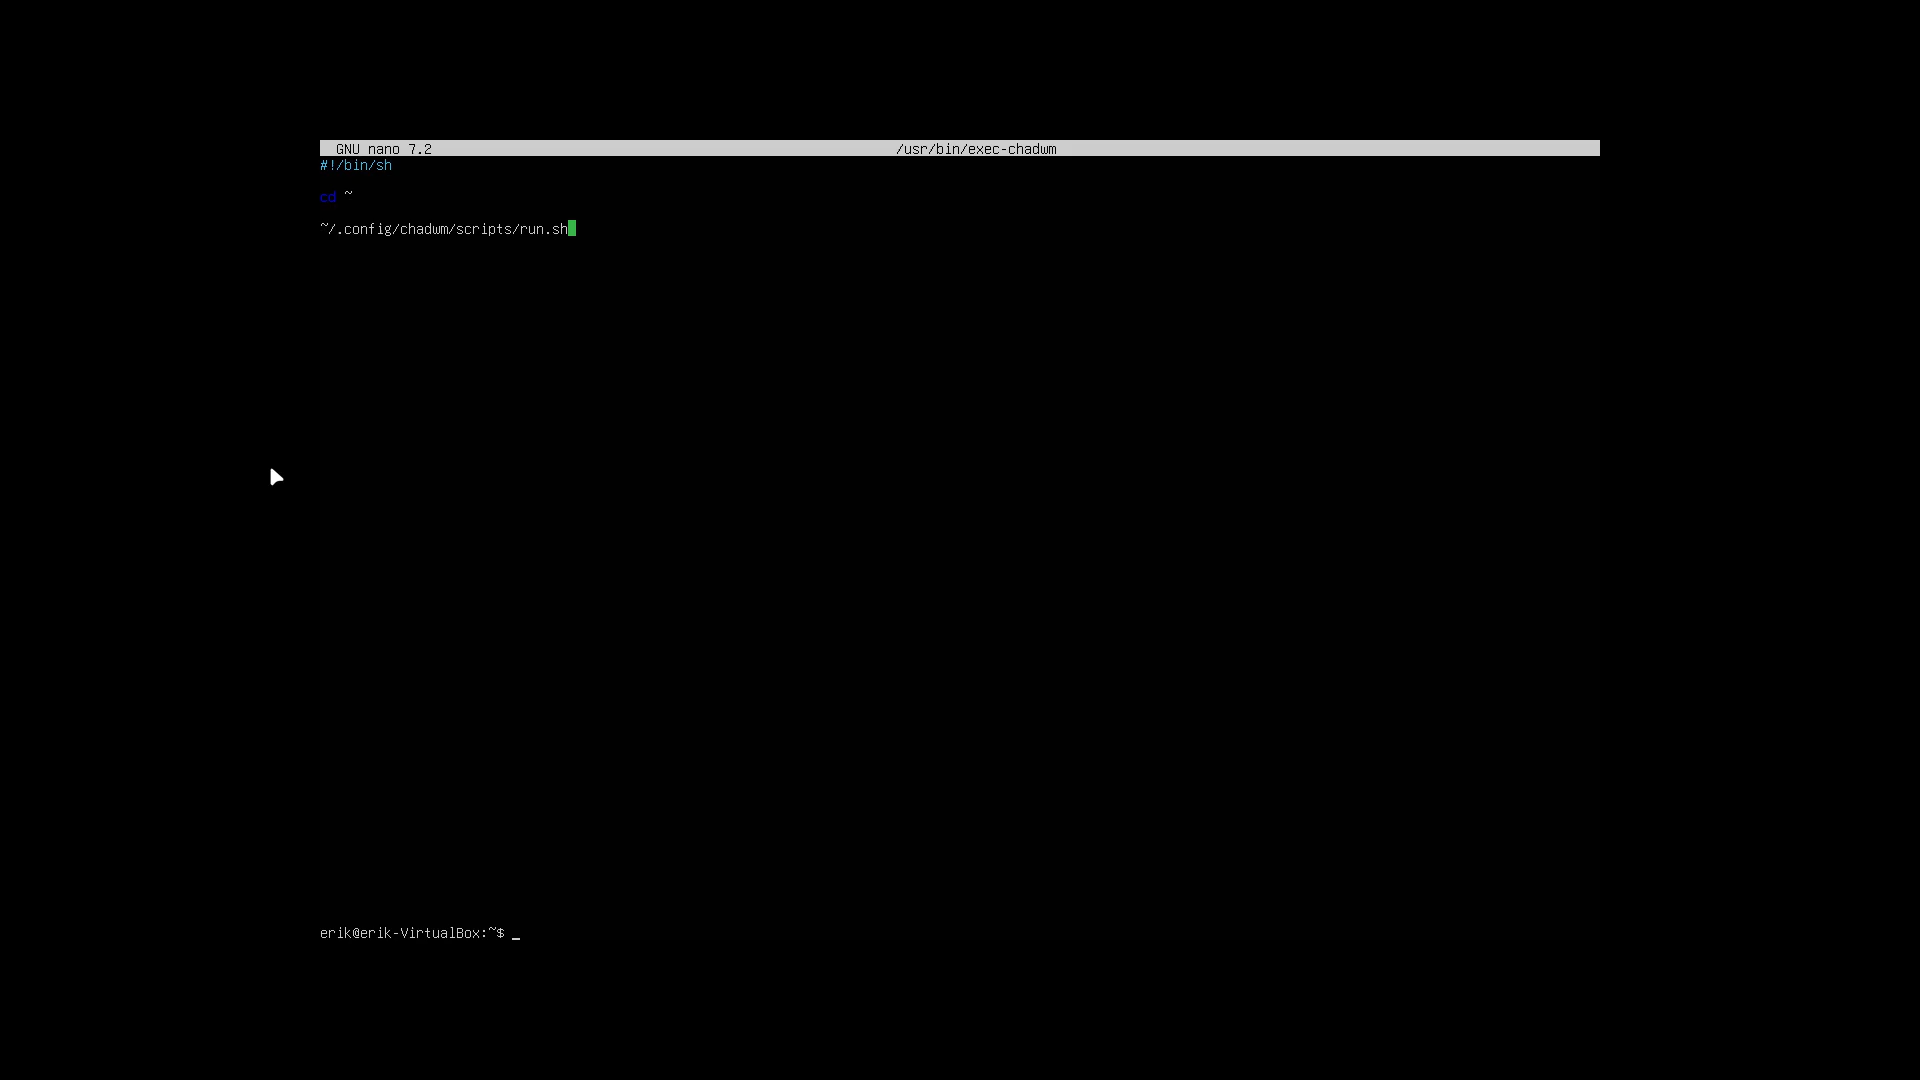 GNU nano 7.2 /usr/bin/exec-chadwm
#!/bin/sh
cd ~
~/.config/chadwm/scripts/run.sh
erik@erik-VirtualBox:~$ _